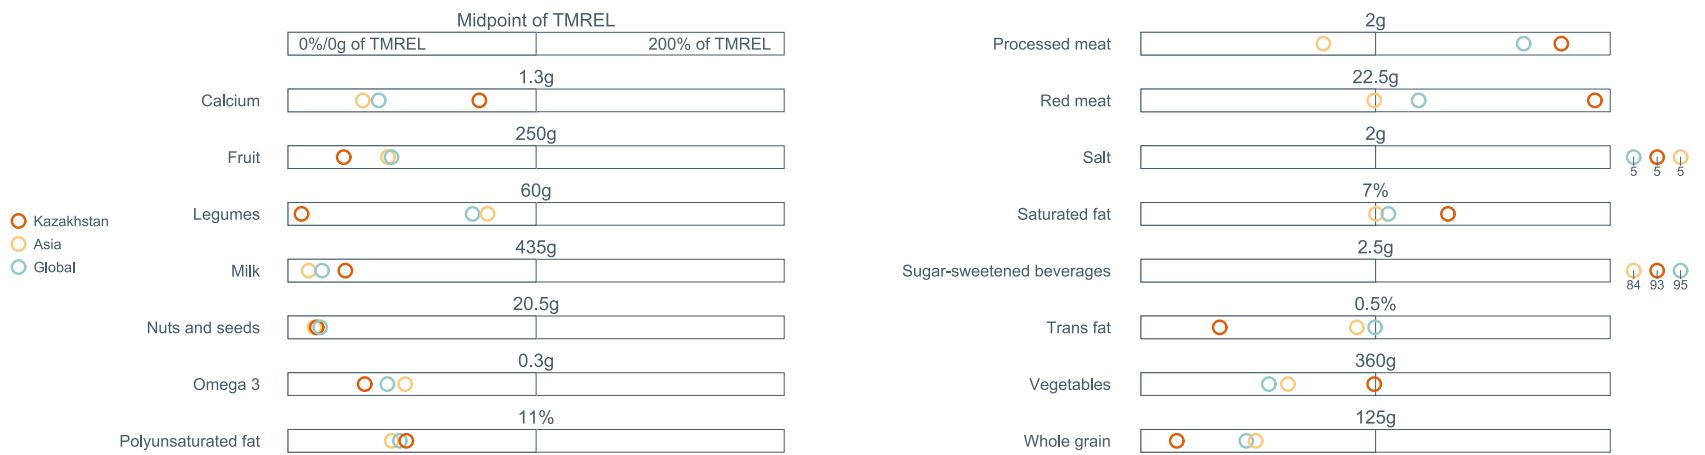 Midpoint of TMREL
0%/0g of TMREL
200% of TMREL
1.3g
Calcium
250g
Fruit
60g
Legumes
435g
Milk
20.5g
Nuts and seeds
0.3g
Omega 3
11%
Polyunsaturated fat
Kazakhstan
Asia
Global
2g
Processed meat
22.5g
Red meat
2g
Salt
5 5 5
7%
Saturated fat
2.5g
Sugar-sweetened beverages
84 93 95
0.5%
Trans fat
360g
Vegetables
125g
Whole grain